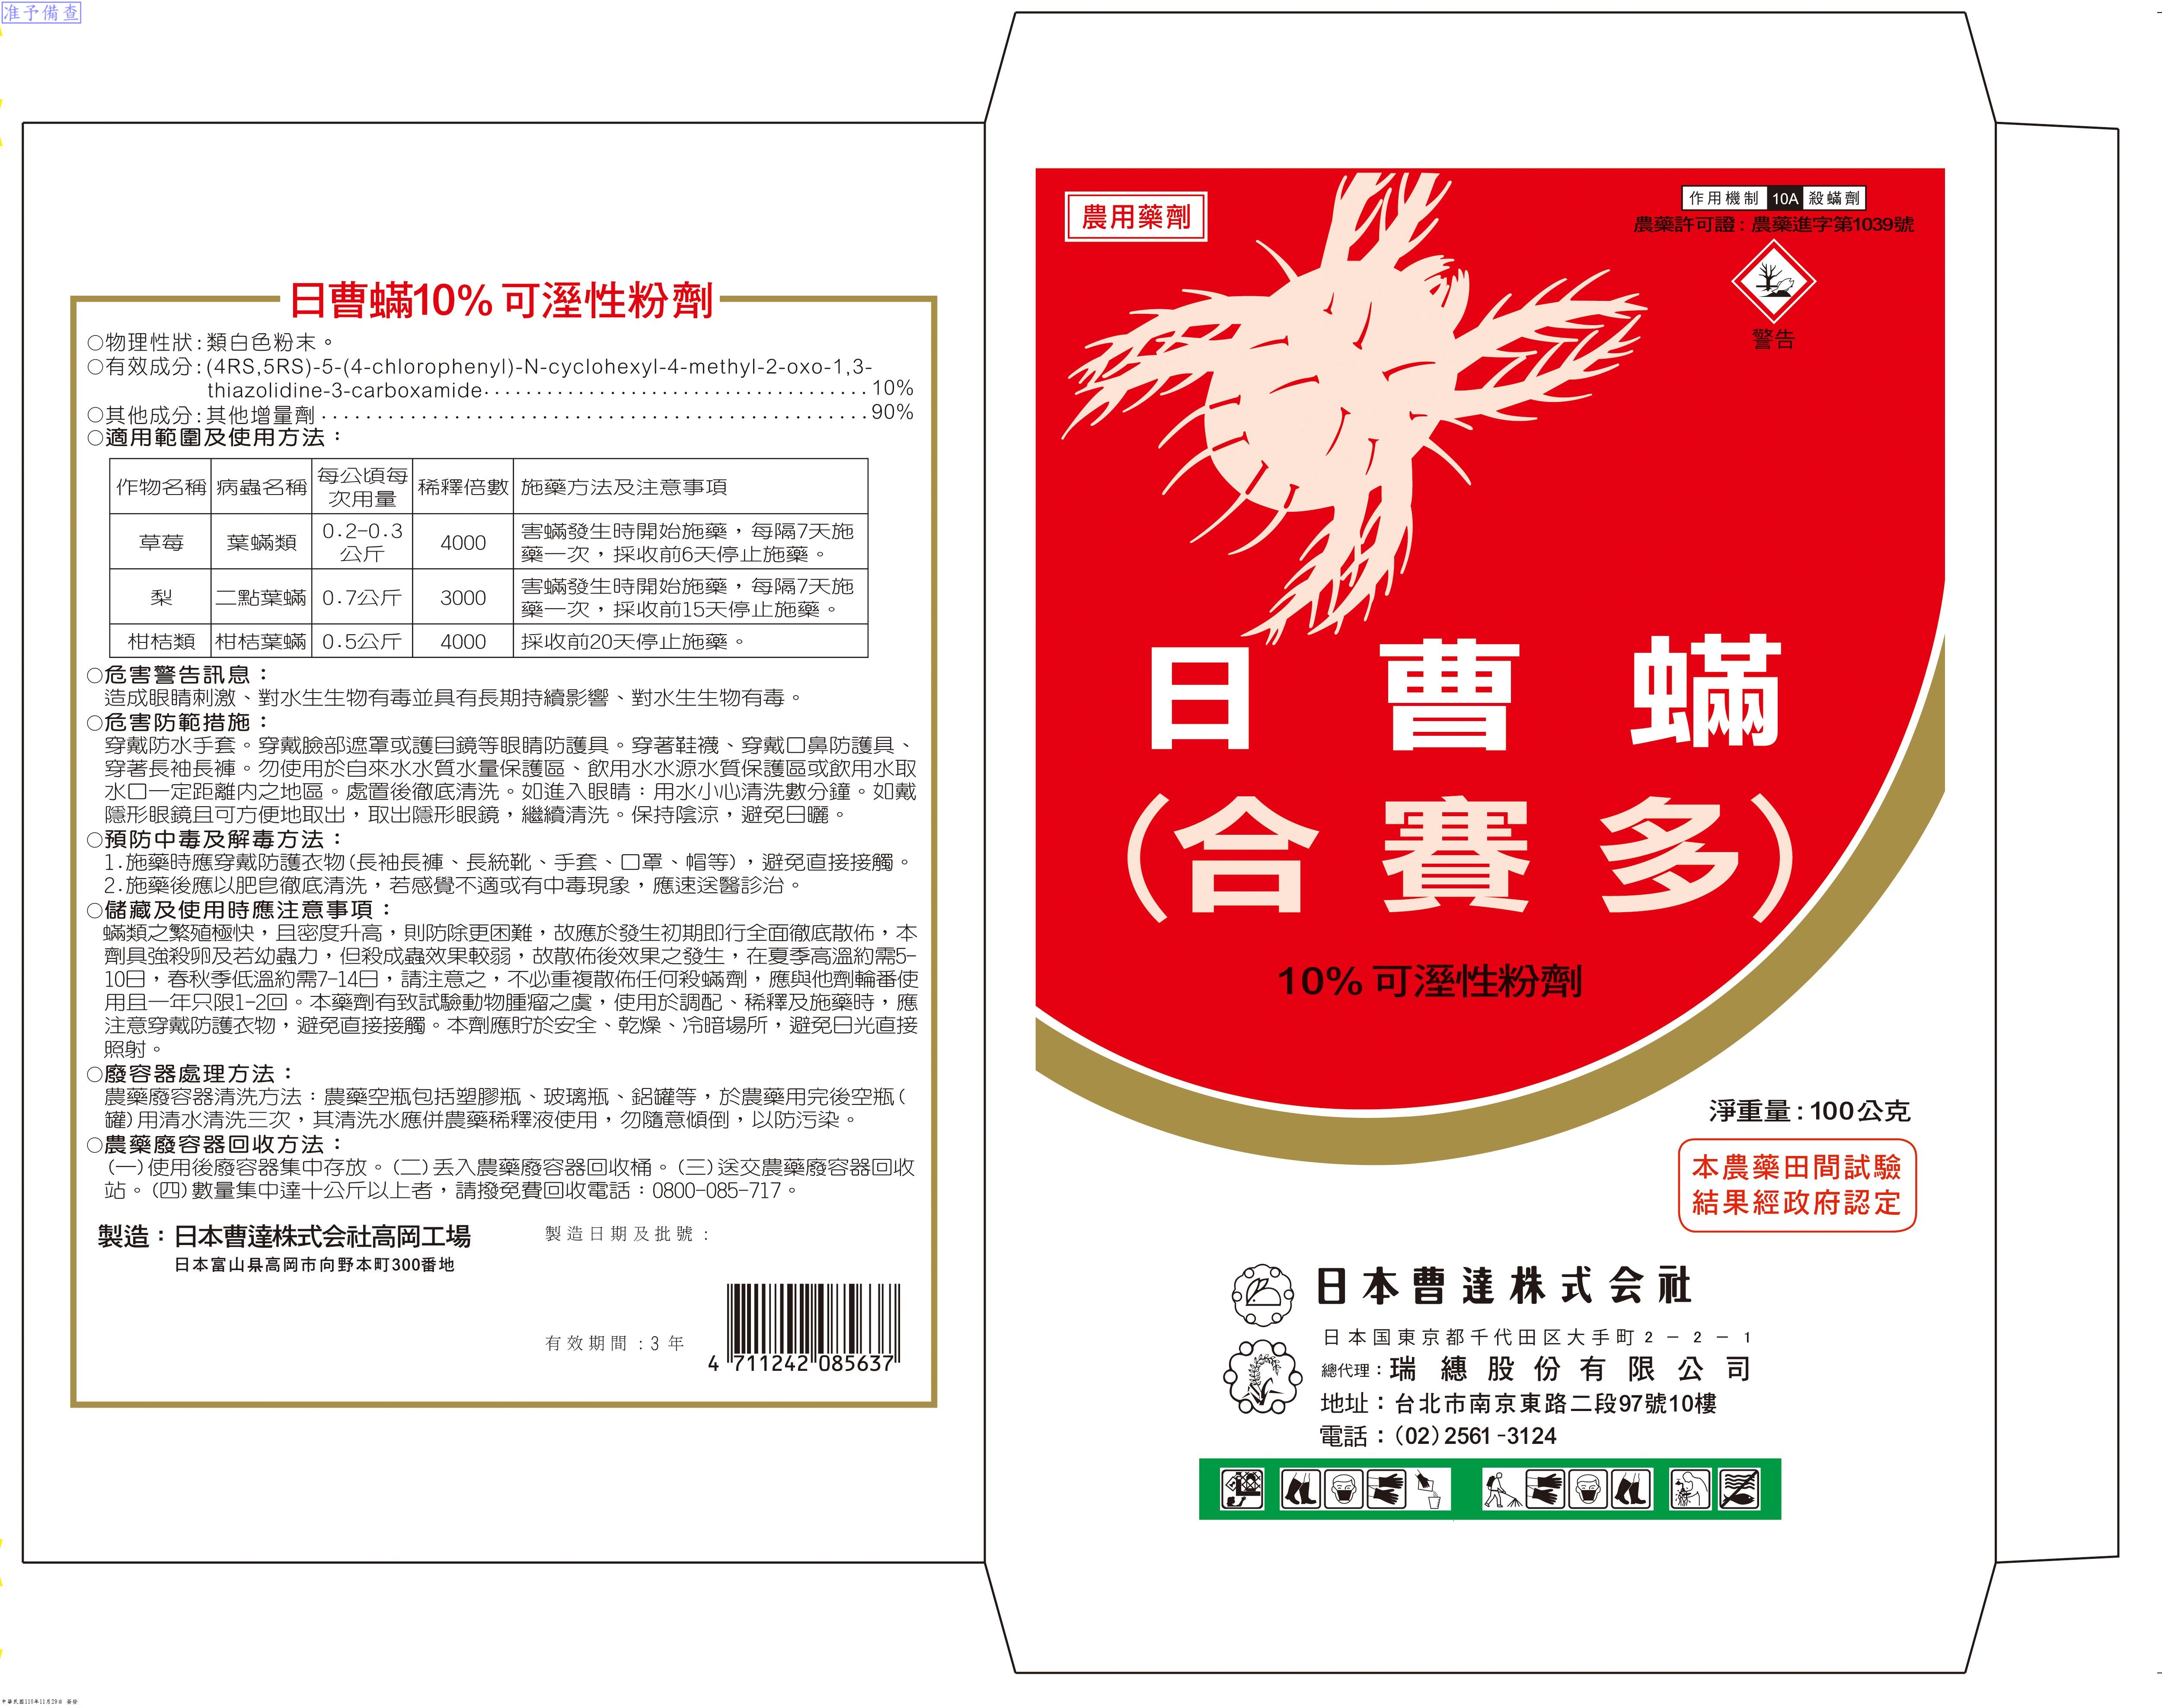 准予備查
日曹蟎10% 可溼性粉劑
○物理性狀:類白色粉末。
○有效成分:(4RS,5RS)-5-(4-chlorophenyl)-N-cyclohexyl-4-methyl-2-oxo-1,3-
thiazolidine-3-carboxamide·····································10%
○其他成分:其他增量劑··················································90%
○適用範圍及使用方法：
作物名稱 病蟲名稱 每公頃每次用量 稀釋倍數 施藥方法及注意事項
草莓 葉蟎類 0.2-0.3公斤 4000 害蟎發生時開始施藥，每隔7天施
藥一次，採收前6天停止施藥。
梨 二點葉蟎 0.7公斤 3000 害蟎發生時開始施藥，每隔7天施
藥一次，採收前15天停止施藥。
柑桔類 柑桔葉蟎 0.5公斤 4000 採收前20天停止施藥。
○危害警告訊息：
造成眼睛刺激、對水生生物有毒並具有長期持續影響、對水生生物有毒。
○危害防範措施：
穿戴防水手套。穿戴臉部遮罩或護目鏡等眼睛防護具。穿著鞋襪、穿戴口鼻防護具、
穿著長袖長褲。勿使用於自來水水質水量保護區、飲用水水源水質保護區或飲用水取
水口一定距離內之地區。處置後徹底清洗。如進入眼睛：用水小心清洗數分鐘。如戴
隱形眼鏡且可方便地取出，取出隱形眼鏡，繼續清洗。保持陰涼，避免日曬。
○預防中毒及解毒方法：
1.施藥時應穿戴防護衣物(長袖長褲、長統靴、手套、口罩、帽等)，避免直接接觸。
2.施藥後應以肥皂徹底清洗，若感覺不適或有中毒現象，應速送醫診治。
○儲藏及使用時應注意事項：
蟎類之繁殖極快，且密度升高，則防除更困難，故應於發生初期即行全面徹底散佈，本
劑具強殺卵及若幼蟲力，但殺成蟲效果較弱，故散佈後效果之發生，在夏季高溫約需5-
10日，春秋季低溫約需7-14日，請注意之，不必重複散佈任何殺蟎劑，應與他劑輪番使
用且一年只限1-2回。本藥劑有致試驗動物腫瘤之虞，使用於調配、稀釋及施藥時，應
注意穿戴防護衣物，避免直接接觸。本劑應貯於安全、乾燥、冷暗場所，避免日光直接
照射。
○廢容器處理方法：
農藥廢容器清洗方法：農藥空瓶包括塑膠瓶、玻璃瓶、鋁罐等，於農藥用完後空瓶(
罐)用清水清洗三次，其清洗水應併農藥稀釋液使用，勿隨意傾倒，以防污染。
○農藥廢容器回收方法：
(一)使用後廢容器集中存放。(二)丟入農藥廢容器回收桶。(三)送交農藥廢容器回收
站。(四)數量集中達十公斤以上者，請撥免費回收電話：0800-085-717。
製造：日本曹達株式会社高岡工場
日本富山県高岡市向野本町300番地
製造日期及批號：
有效期間：3年
4 711242 085637
農用藥劑
作用機制 10A 殺蟎劑
農藥許可證：農藥進字第1039號
警告
日曹蟎
(合賽多)
10% 可溼性粉劑
淨重量：100公克
本農藥田間試驗
結果經政府認定
日本曹達株式会社
日本国東京都千代田区大手町２－２－１
總代理：瑞繐股份有限公司
地址：台北市南京東路二段97號10樓
電話：(02)2561-3124
中華民國110年11月29日 簽發